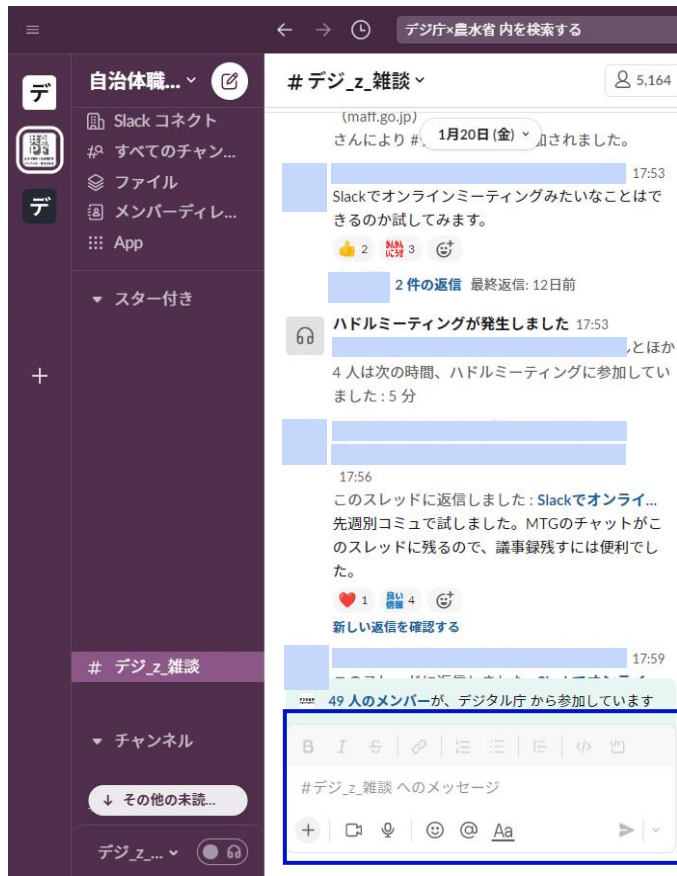 デジ庁×農水省 内を検索する
デ
デ
自治体職...
Slack コネクト
すべてのチャン...
ファイル
メンバーディレ...
App
スター付き
# デジ_z_雑談
チャンネル
↓ その他の未読...
デジ_z_...
# デジ_z_雑談
5,164
(maff.go.jp)
1月20日 (金)
さんにより #
加されました。
17:53
Slackでオンラインミーティングみたいなことはで
きるのか試してみます。
2
3
2 件の返信 最終返信: 12日前
ハドルミーティングが発生しました 17:53
んとほか
4 人は次の時間、ハドルミーティングに参加してい
ました : 5 分
17:56
このスレッドに返信しました : Slackでオンライ...
先週別コミュで試しました。MTGのチャットがこ
のスレッドに残るので、議事録残すには便利でし
た。
1
良い情報
4
新しい返信を確認する
17:59
49 人のメンバーが、デジタル庁 から参加しています
B I S
#デジ_z_雑談 へのメッセージ
+ @ Aa